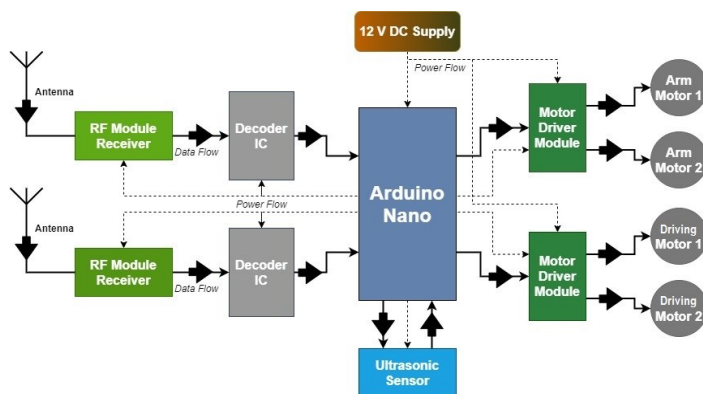 12 V DC Supply
Power Flow
Antenna
RF Module
Receiver
Data Flow
Decoder
IC
Arduino
Nano
Motor
Driver
Module
Arm
Motor 1
Arm
Motor 2
Power Flow
Antenna
RF Module
Receiver
Data Flow
Decoder
IC
Motor
Driver
Module
Driving
Motor 1
Driving
Motor 2
Ultrasonic
Sensor